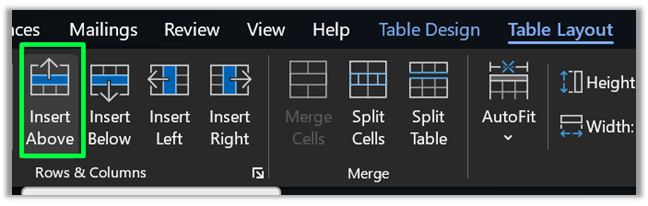 Mailings Review View Help Table Design Table Layout
Insert Above
Insert Below
Insert Left
Insert Right
Merge Cells
Split Cells
Split Table
AutoFit
Height
Width:
Rows & Columns
Merge